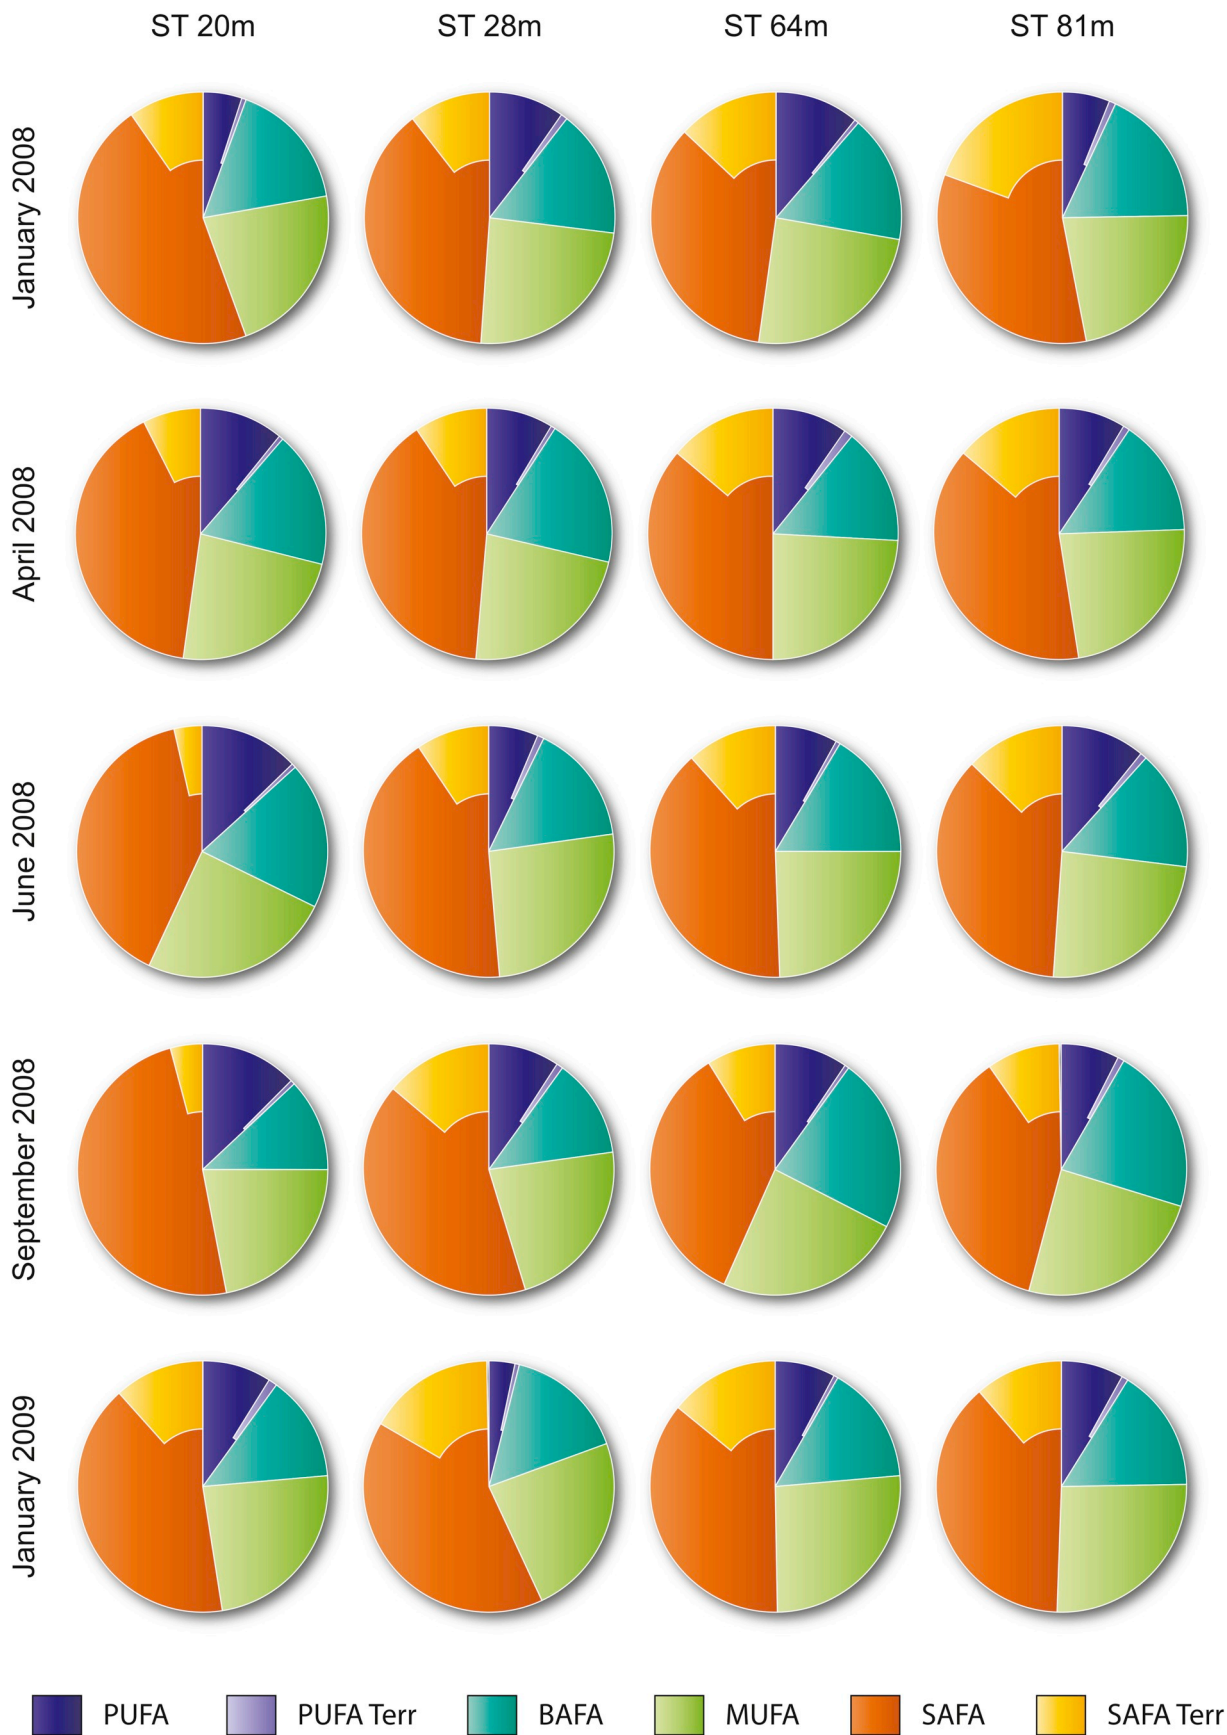 ST 20m ST 28m ST 64m ST 81m
January 2008
April 2008
June 2008
September 2008
January 2009
PUFA PUFA Terr BAFA MUFA SAFA SAFA Terr